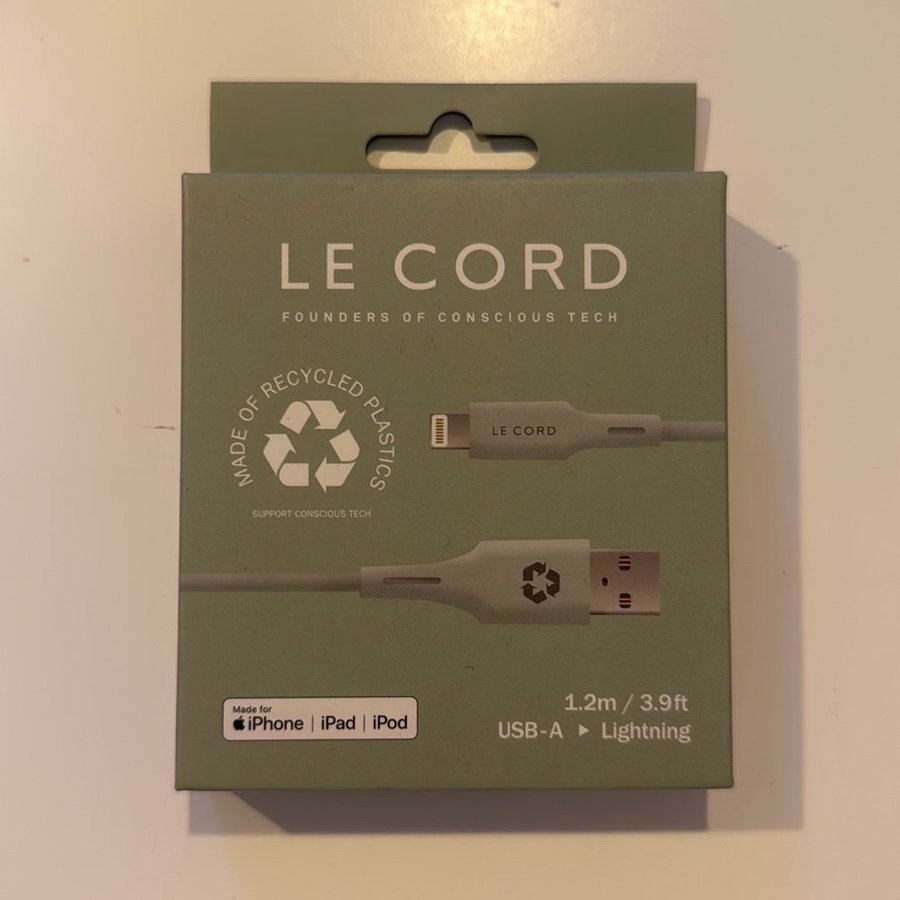 LE CORD
FOUNDERS OF CONSCIOUS TECH
MADE OF RECYCLED PLASTICS
SUPPORT CONSCIOUS TECH
LE CORD
Made for
iPhone | iPad | iPod
1.2m / 3.9ft
USB-A ▸ Lightning